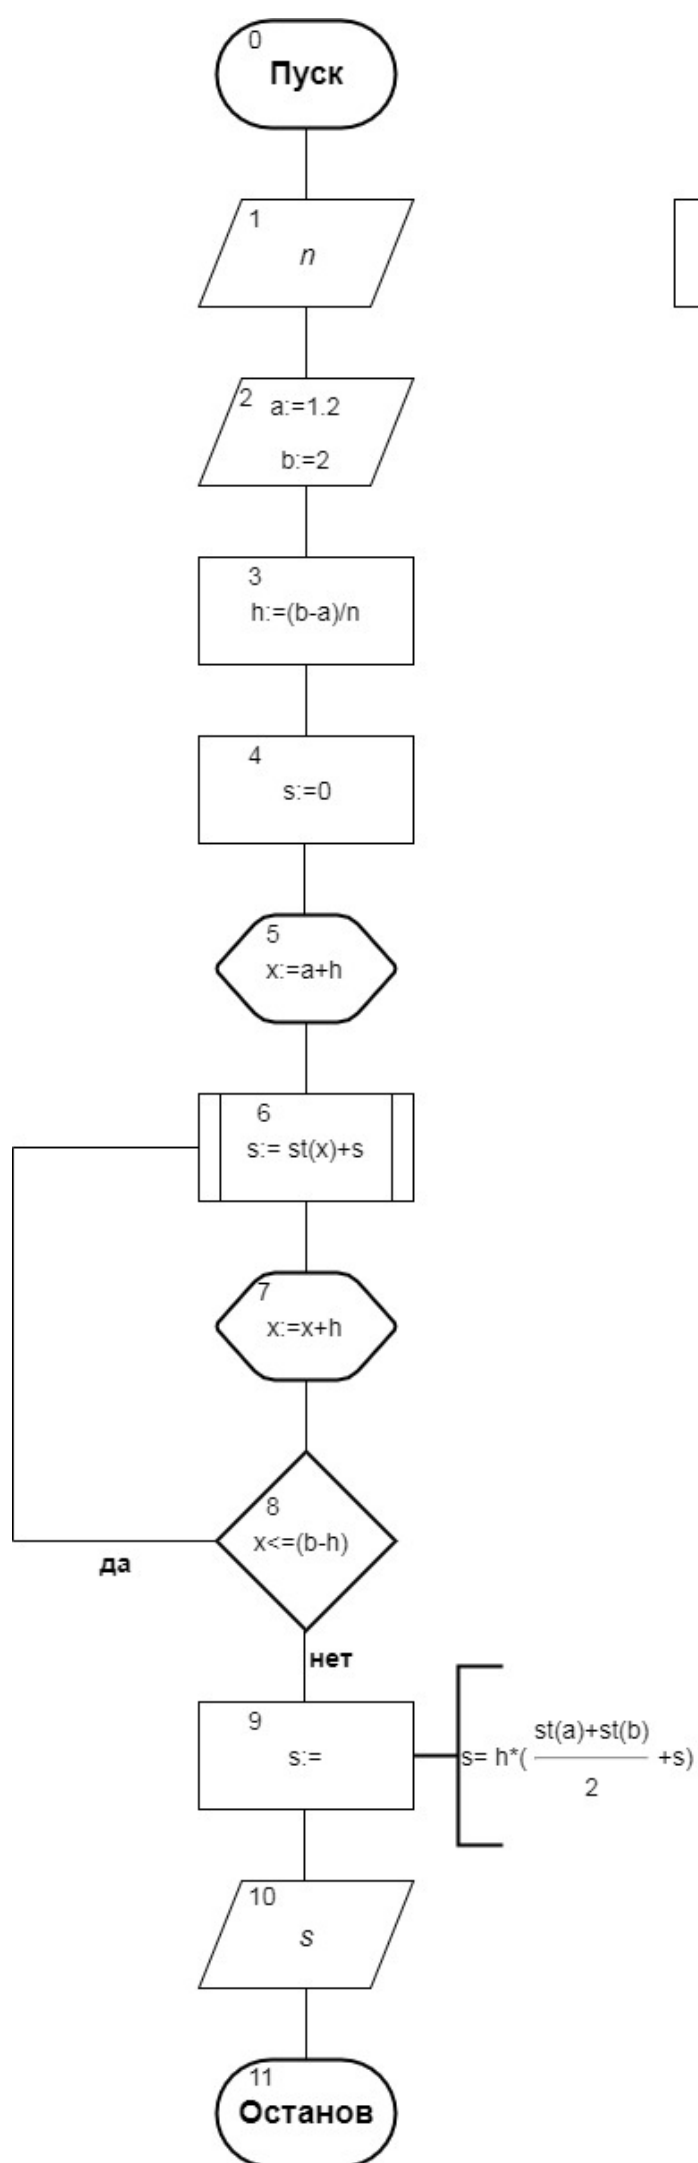 0
Пуск
1
n
2
a:=1.2
b:=2
3
h:=(b-a)/n
4
s:=0
5
x:=a+h
6
s:= st(x)+s
7
x:=x+h
8
x<=(b-h)
да
нет
9
s:=
st(a)+st(b)
s= h*( +s)
2
10
s
11
Останов